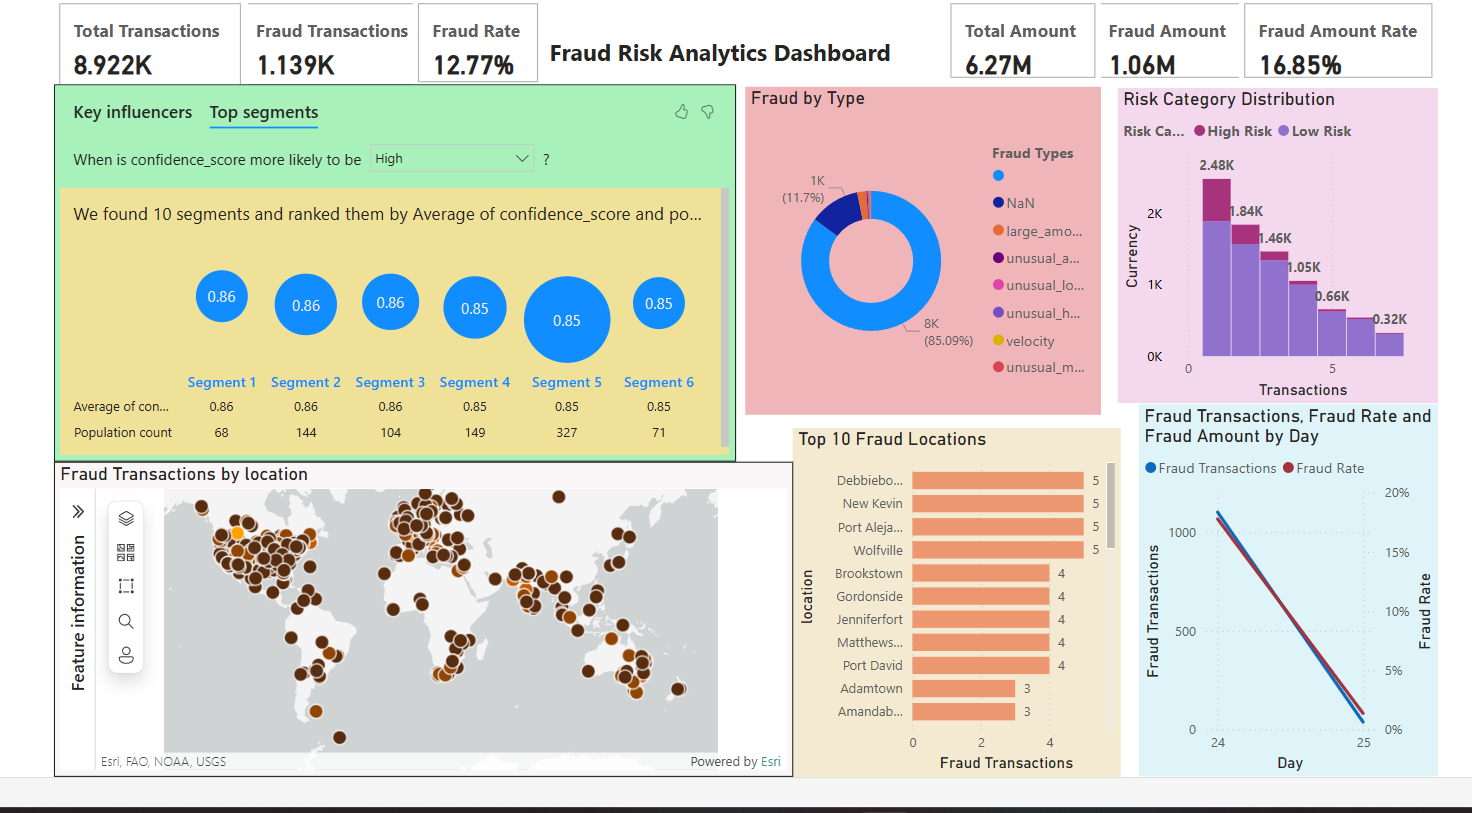 Total Transactions
8.922K
Fraud Transactions
1.139K
Fraud Rate
12.77%
Fraud Risk Analytics Dashboard
Total Amount
6.27M
Fraud Amount
1.06M
Fraud Amount Rate
16.85%
Key influencers Top segments
When is confidence_score more likely to be High ?
We found 10 segments and ranked them by Average of confidence_score and po...
0.86 0.86 0.86 0.85 0.85 0.85
Segment 1 Segment 2 Segment 3 Segment 4 Segment 5 Segment 6
Average of con... 0.86 0.86 0.86 0.85 0.85 0.85
Population count 68 144 104 149 327 71
Fraud by Type
1K
(11.7%)
8K
(85.09%)
Fraud Types
NaN
large_amo...
unusual_a...
unusual_lo...
unusual_h...
velocity
unusual_m...
Risk Category Distribution
Risk Ca... High Risk Low Risk
2.48K
1.84K
1.46K
1.05K
0.66K
0.32K
2K
1K
0K
Currency
0 5
Transactions
Fraud Transactions by location
Feature information
Esri, FAO, NOAA, USGS
Powered by Esri
Top 10 Fraud Locations
location
Debbiebo... 5
New Kevin 5
Port Aleja... 5
Wolfville 5
Brookstown 4
Gordonside 4
Jenniferfort 4
Matthews... 4
Port David 4
Adamtown 3
Amandab... 3
0 2 4
Fraud Transactions
Fraud Transactions, Fraud Rate and
Fraud Amount by Day
Fraud Transactions Fraud Rate
1000
500
0
Fraud Transactions
20%
15%
10%
5%
0%
Fraud Rate
24 25
Day